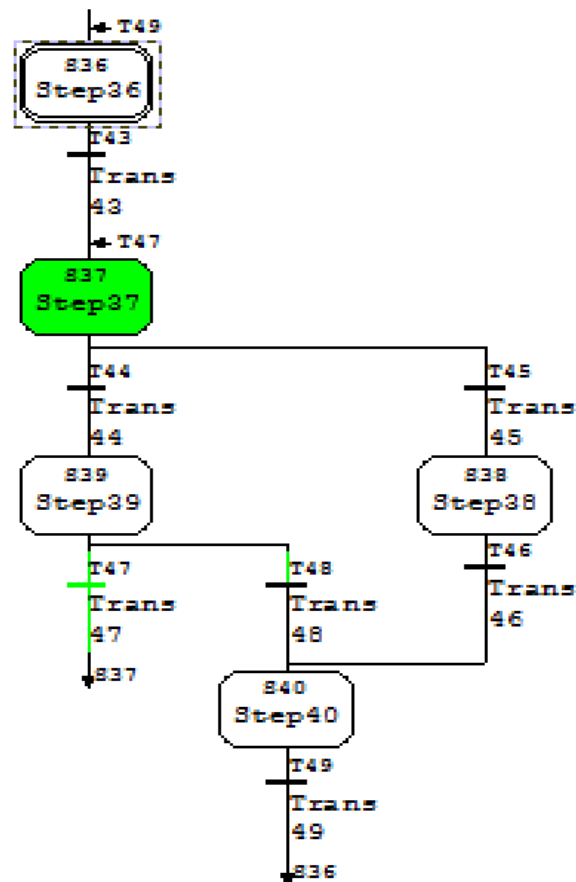 T49
S36
Step36
T43
Trans
43
T47
S37
Step37
T44
Trans
44
T45
Trans
45
S39
Step39
S38
Step38
T47
Trans
47
T48
Trans
48
T46
Trans
46
S37
S40
Step40
T49
Trans
49
S36